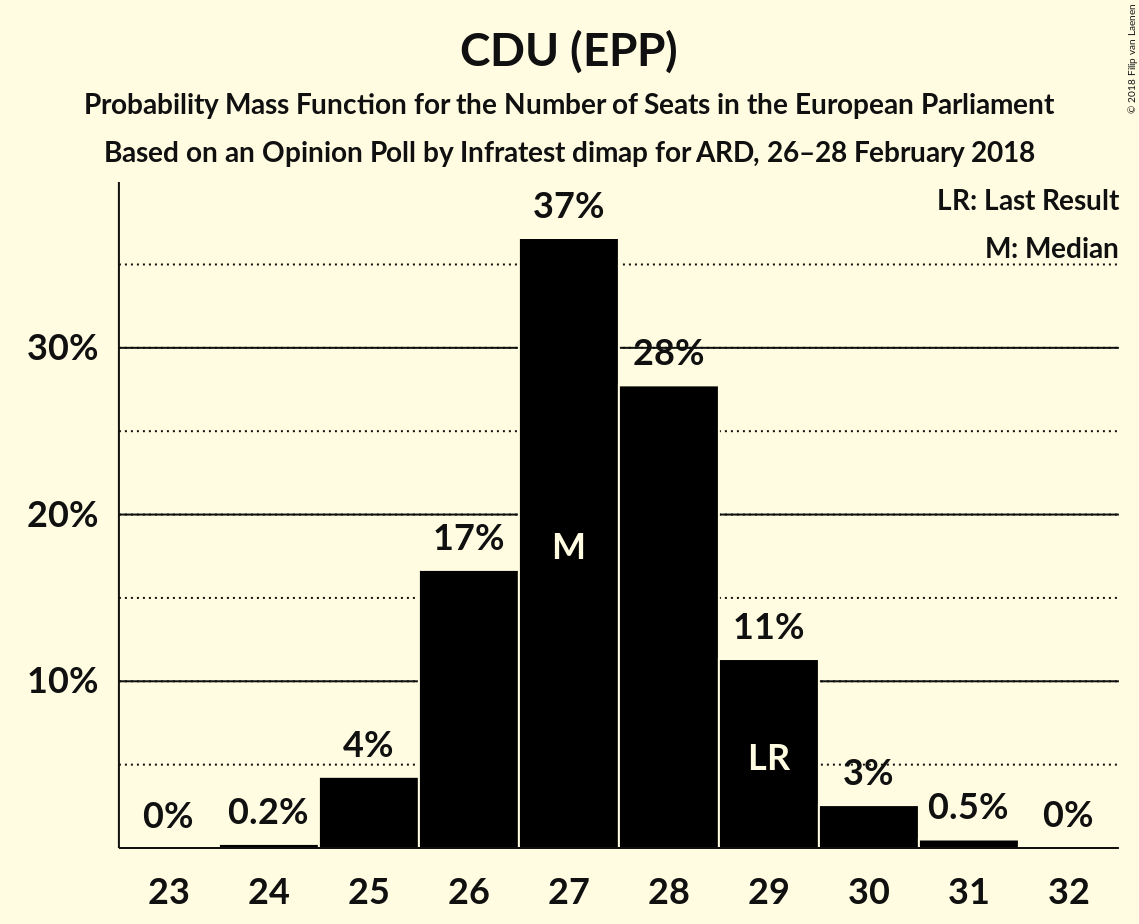 CDU (EPP)
Probability Mass Function for the Number of Seats in the European Parliament
Based on an Opinion Poll by Infratest dimap for ARD, 26–28 February 2018
© 2018 Filip van Laenen
LR: Last Result
M: Median
37%
30%
28%
20%
17%
M
11%
10%
4%
LR
3%
0%
0.2%
0.5%
0%
23 24 25 26 27 28 29 30 31 32